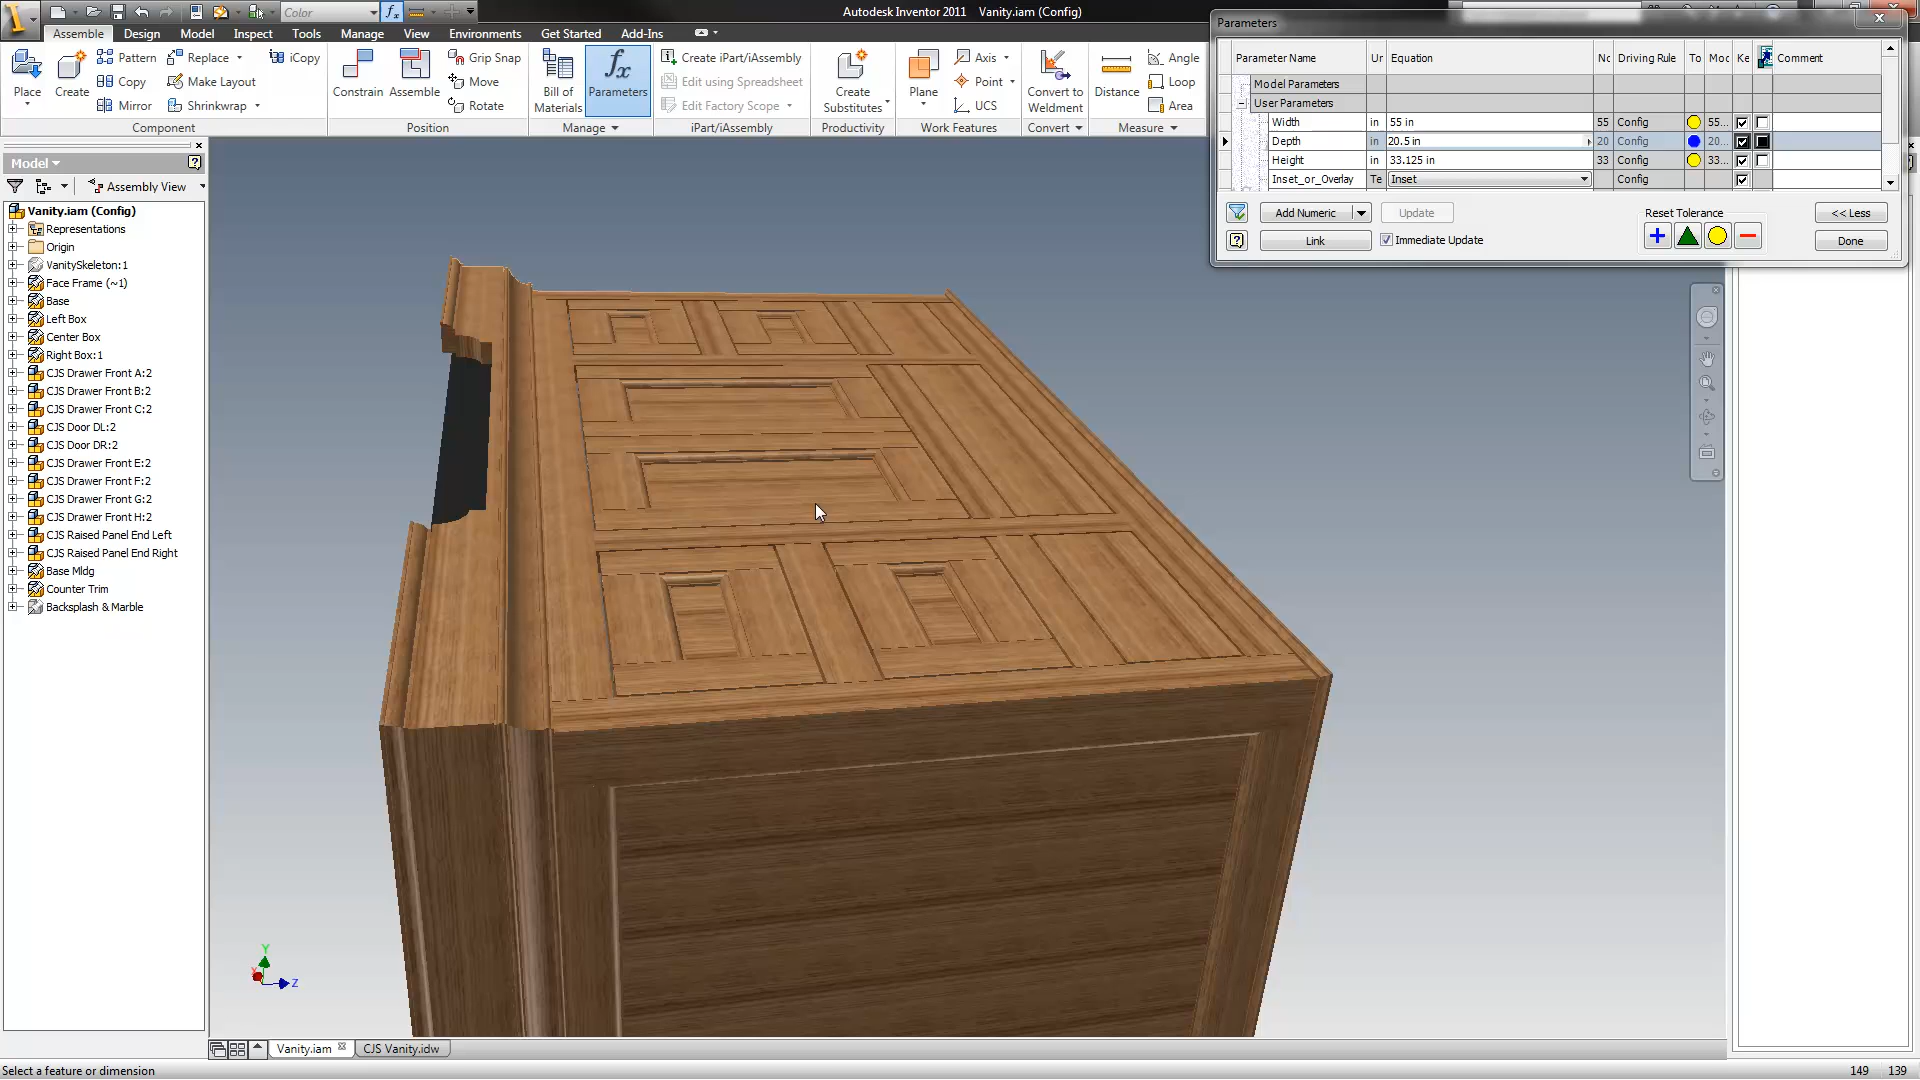 Color
Autodesk Inventor 2011 Vanity.iam (Config)
Assemble Design Model Inspect Tools Manage View Environments Get Started Add-Ins
Place
Create
Pattern
Copy
Mirror
Replace
Make Layout
Shrinkwrap
iCopy
Component
Constrain
Assemble
Grip Snap
Move
Rotate
Position
Bill of
Materials
fx
Parameters
Manage
Create iPart/iAssembly
Edit using Spreadsheet
Edit Factory Scope
iPart/iAssembly
Create
Substitutes
Productivity
Plane
Axis
Point
UCS
Work Features
Convert to
Weldment
Convert
Distance
Angle
Loop
Area
Measure
Parameters
Parameter Name Ur Equation Nc Driving Rule To Moc Ke Comment
Model Parameters
User Parameters
Width in 55 in 55 Config 55...
Depth in 20.5 in 20 Config 20...
Height in 33.125 in 33 Config 33...
Inset_or_Overlay Te Inset Config
Add Numeric Update Reset Tolerance << Less
Link Immediate Update Done
Model
Assembly View
Vanity.iam (Config)
Representations
Origin
VanitySkeleton:1
Face Frame (~1)
Base
Left Box
Center Box
Right Box:1
CJS Drawer Front A:2
CJS Drawer Front B:2
CJS Drawer Front C:2
CJS Door DL:2
CJS Door DR:2
CJS Drawer Front E:2
CJS Drawer Front F:2
CJS Drawer Front G:2
CJS Drawer Front H:2
CJS Raised Panel End Left
CJS Raised Panel End Right
Base Mldg
Counter Trim
Backsplash & Marble
Y
X
Z
Vanity.iam CJS Vanity.idw
Select a feature or dimension 149 139